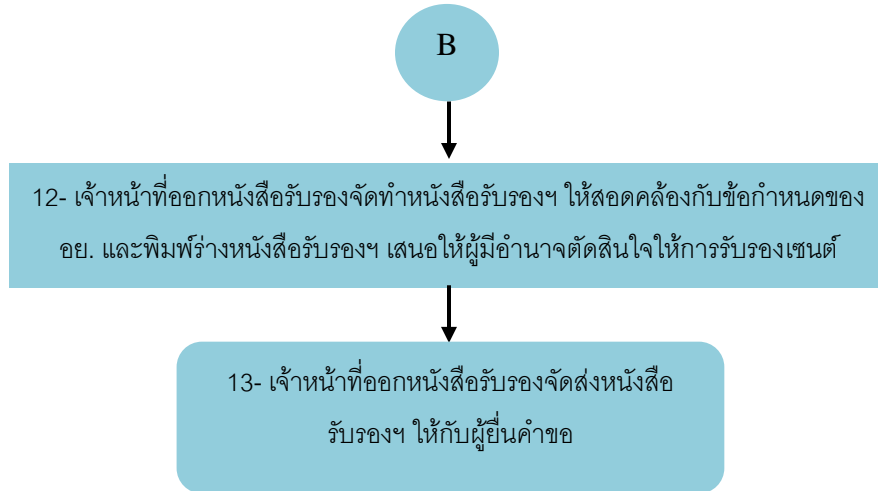 B
12- เจ้าหน้าที่ออกหนังสือรับรองจัดทำหนังสือรับรองฯ ให้สอดคล้องกับข้อกำหนดของ
อย. และพิมพ์ร่างหนังสือรับรองฯ เสนอให้ผู้มีอำนาจตัดสินใจให้การรับรองเซนต์
13- เจ้าหน้าที่ออกหนังสือรับรองจัดส่งหนังสือ
รับรองฯ ให้กับผู้ยื่นคำขอ